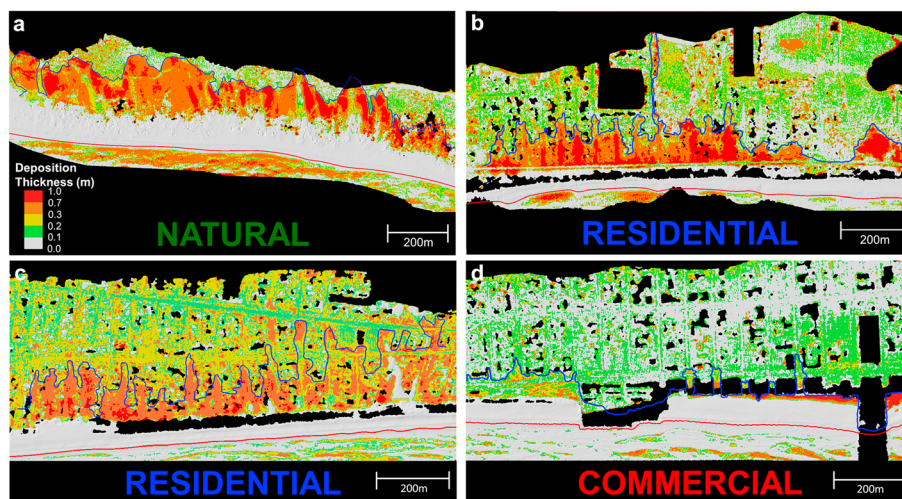 a
NATURAL
Deposition
Thickness (m)
1.0
0.7
0.3
0.2
0.1
0.0
200m
b
RESIDENTIAL
200m
c
RESIDENTIAL
200m
d
COMMERCIAL
200m